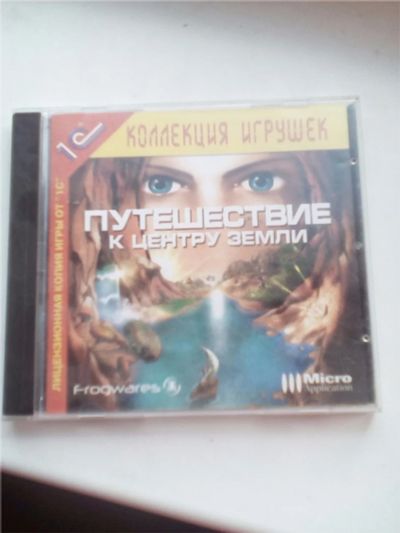 1С
КОЛЛЕКЦИЯ ИГРУШЕК
ПУТЕШЕСТВИЕ
К ЦЕНТРУ ЗЕМЛИ
ЛИЦЕНЗИОННАЯ КОПИЯ ИГРЫ ОТ "1С"
Frogwares
Micro
Application